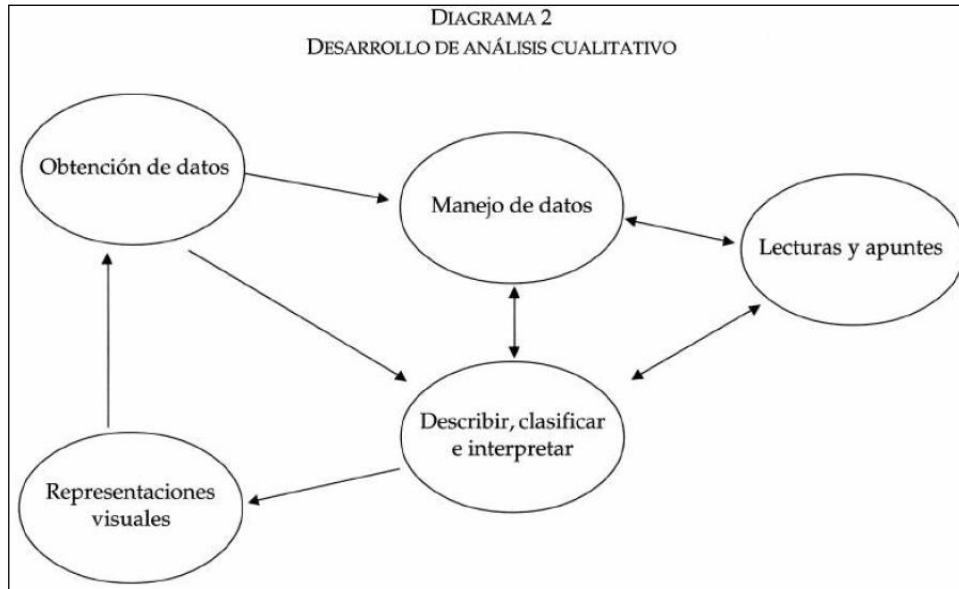 DIAGRAMA 2
DESARROLLO DE ANÁLISIS CUALITATIVO
Obtención de datos
Manejo de datos
Lecturas y apuntes
Describir, clasificar
e interpretar
Representaciones
visuales